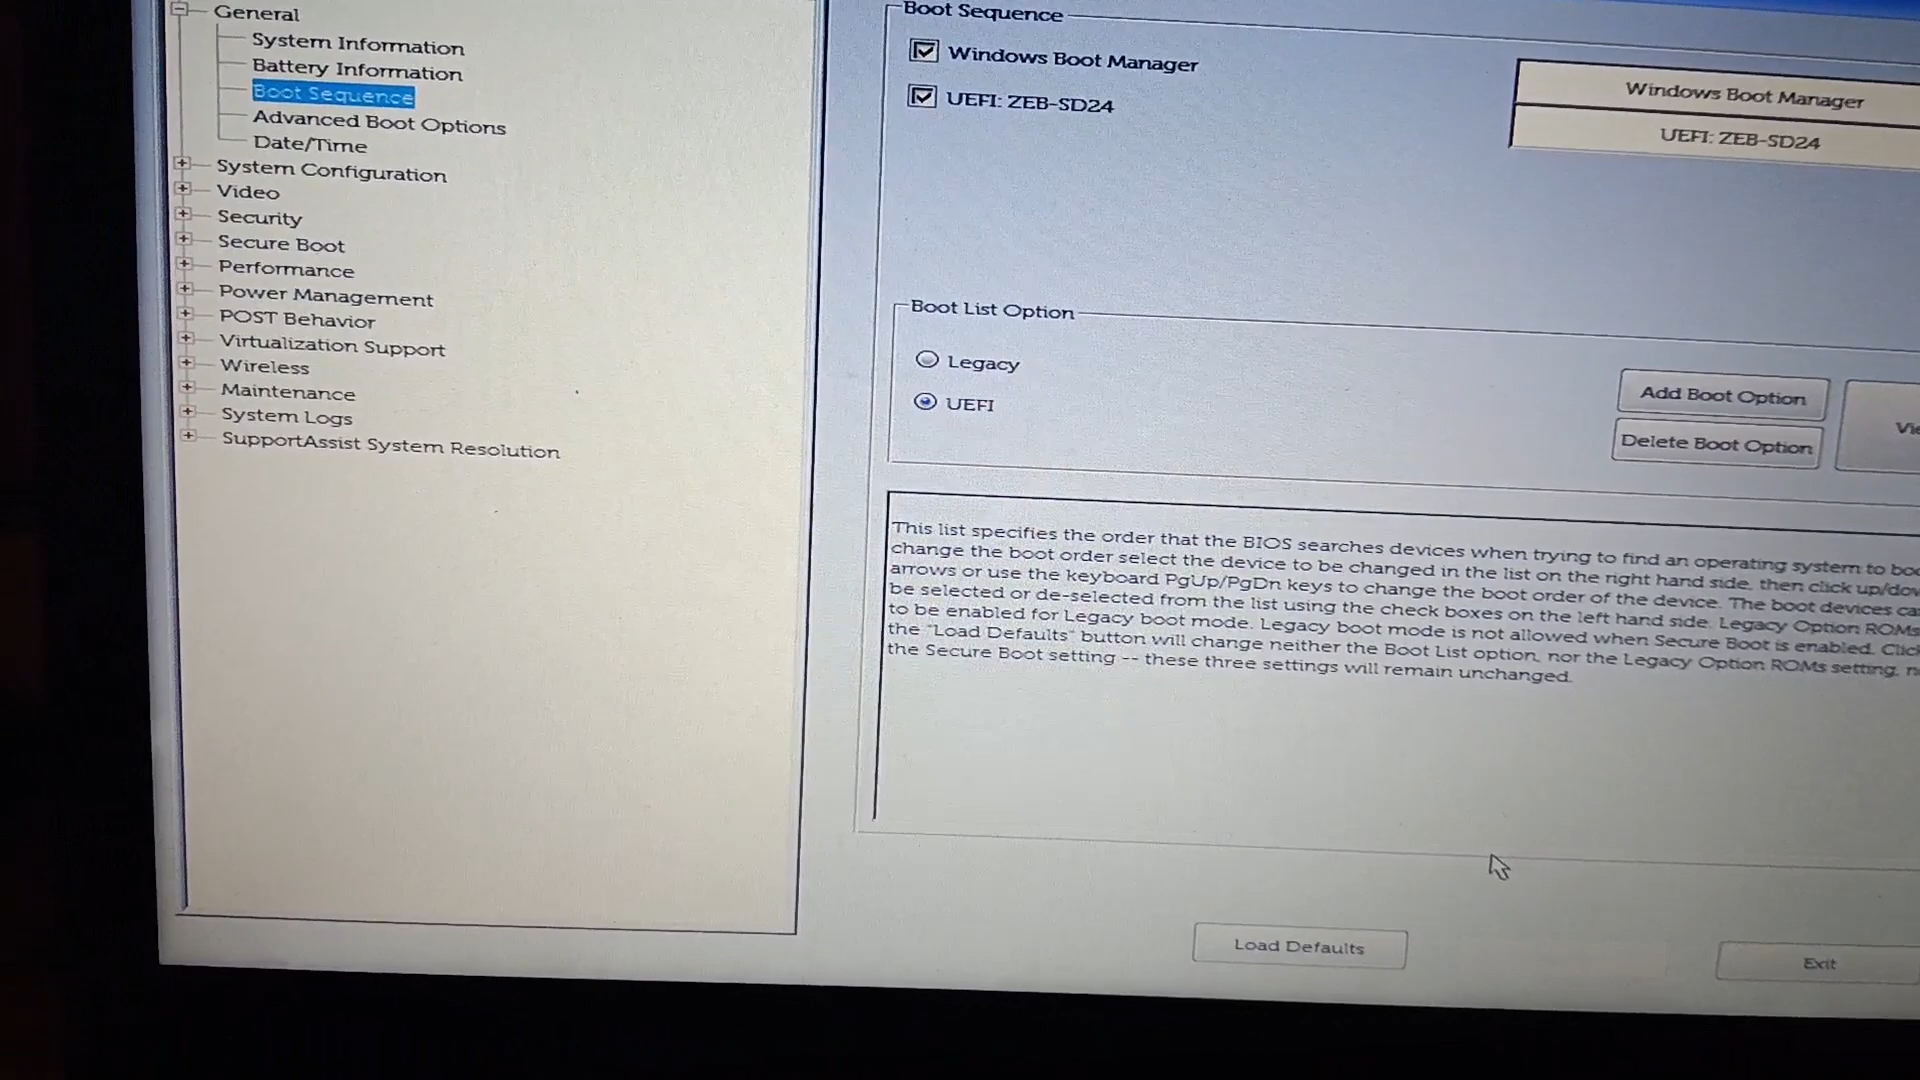 General
System Information
Battery Information
Boot Sequence
Advanced Boot Options
Date/Time
System Configuration
Video
Security
Secure Boot
Performance
Power Management
POST Behavior
Virtualization Support
Wireless
Maintenance
System Logs
SupportAssist System Resolution
Boot Sequence
Windows Boot Manager
UEFI: ZEB-SD24
Windows Boot Manager
UEFI: ZEB-SD24
Boot List Option
Legacy
UEFI
Add Boot Option
Delete Boot Option
This list specifies the order that the BIOS searches devices when trying to find an operating system to
change the boot order select the device to be changed in the list on the right hand side, then click
arrows or use the keyboard PgUp/PgDn keys to change the boot order of the device. The boot devices
be selected or de-selected from the list using the check boxes on the left hand side. Legacy Option ROMs
to be enabled for Legacy boot mode. Legacy boot mode is not allowed when Secure Boot is enabled.
the "Load Defaults" button will change neither the Boot List option, nor the Legacy Option ROMs setting,
the Secure Boot setting -- these three settings will remain unchanged.
Load Defaults
Exit